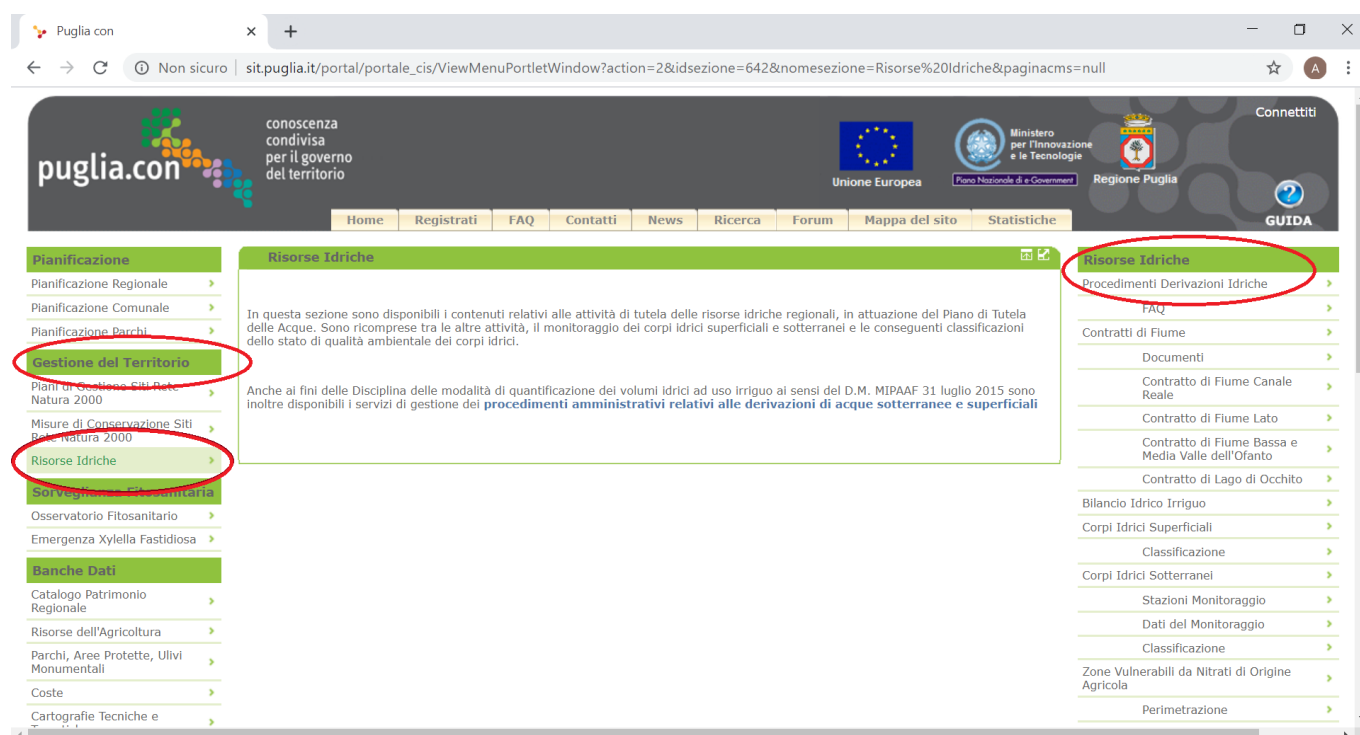 Puglia con
Non sicuro
sit.puglia.it/portal/portale_cis/ViewMenuPortletWindow?action=2&idsezione=642&nomesezione=Risorse%20Idriche&paginacms=null
A
puglia.con
conoscenza
condivisa
per il governo
del territorio
Unione Europea
Ministero
per l'Innovazione
e le Tecnologie
Piano Nazionale di e-Government
Regione Puglia
Connettiti
GUIDA
Home
Registrati
FAQ
Contatti
News
Ricerca
Forum
Mappa del sito
Statistiche
Pianificazione
Pianificazione Regionale
Pianificazione Comunale
Pianificazione Parchi
Gestione del Territorio
Piani di Gestione Siti Rete
Natura 2000
Misure di Conservazione Siti
Rete Natura 2000
Risorse Idriche
Sorveglianza Fitosanitaria
Osservatorio Fitosanitario
Emergenza Xylella Fastidiosa
Banche Dati
Catalogo Patrimonio
Regionale
Risorse dell'Agricoltura
Parchi, Aree Protette, Ulivi
Monumentali
Coste
Cartografie Tecniche e
Risorse Idriche
In questa sezione sono disponibili i contenuti relativi alle attività di tutela delle risorse idriche regionali, in attuazione del Piano di Tutela
delle Acque. Sono ricomprese tra le altre attività, il monitoraggio dei corpi idrici superficiali e sotterranei e le conseguenti classificazioni
dello stato di qualità ambientale dei corpi idrici.
Anche ai fini delle Disciplina delle modalità di quantificazione dei volumi idrici ad uso irriguo ai sensi del D.M. MIPAAF 31 luglio 2015 sono
inoltre disponibili i servizi di gestione dei procedimenti amministrativi relativi alle derivazioni di acque sotterranee e superficiali
Risorse Idriche
Procedimenti Derivazioni Idriche
FAQ
Contratti di Fiume
Documenti
Contratto di Fiume Canale
Reale
Contratto di Fiume Lato
Contratto di Fiume Bassa e
Media Valle dell'Ofanto
Contratto di Lago di Occhito
Bilancio Idrico Irriguo
Corpi Idrici Superficiali
Classificazione
Corpi Idrici Sotterranei
Stazioni Monitoraggio
Dati del Monitoraggio
Classificazione
Zone Vulnerabili da Nitrati di Origine
Agricola
Perimetrazione